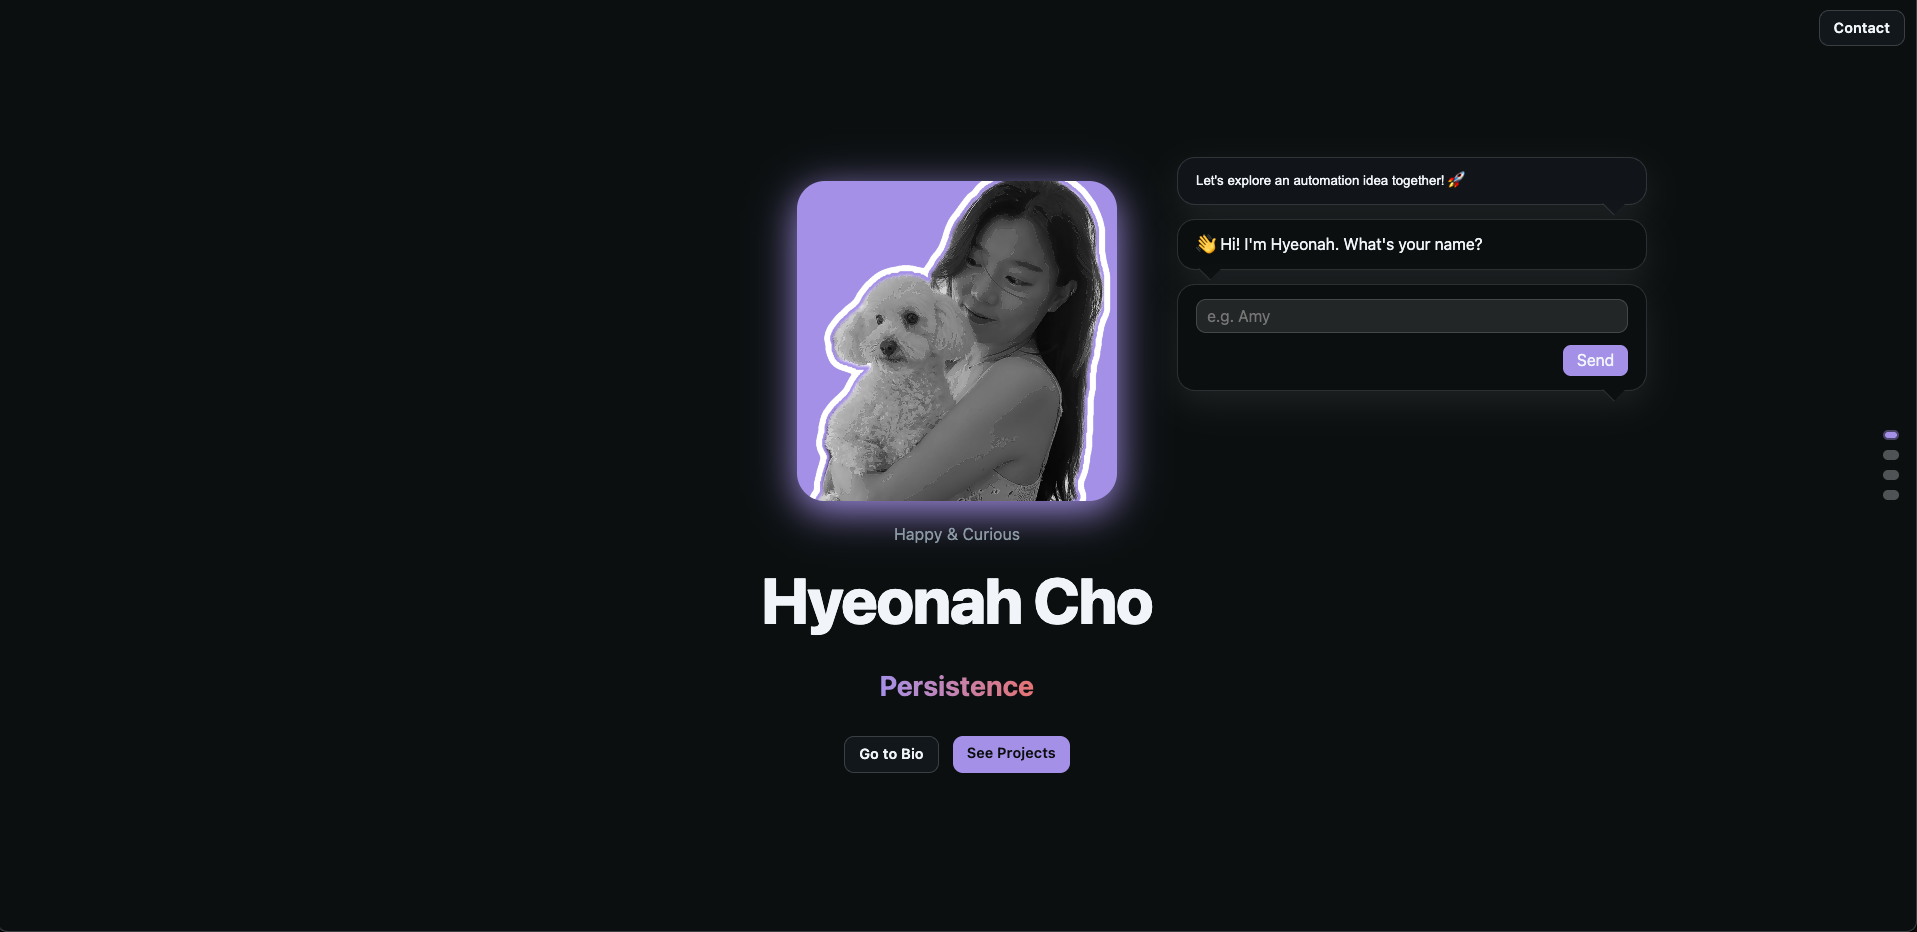 Contact
Let's explore an automation idea together! 🚀
👋 Hi! I'm Hyeonah. What's your name?
e.g. Amy
Send
Happy & Curious
Hyeonah Cho
Persistence
Go to Bio
See Projects